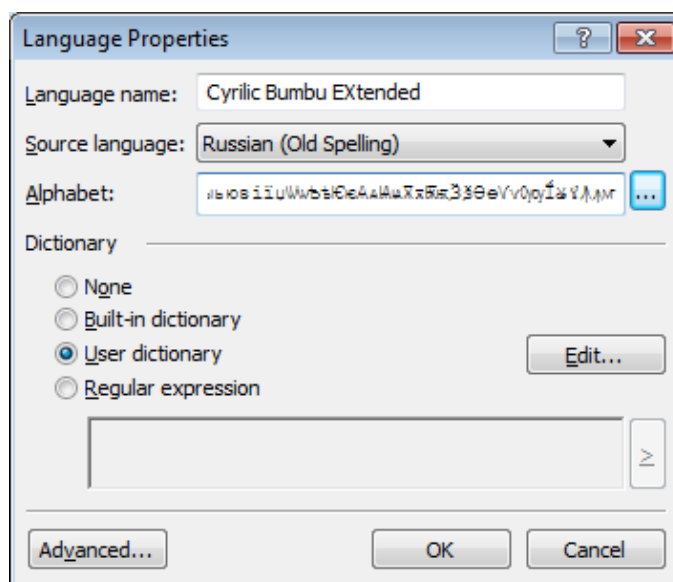 Language Properties
Language name: Cyrilic Bumbu EXtended
Source language: Russian (Old Spelling)
Alphabet:
Dictionary
None
Built-in dictionary
User dictionary
Edit...
Regular expression
≥
Advanced... OK Cancel